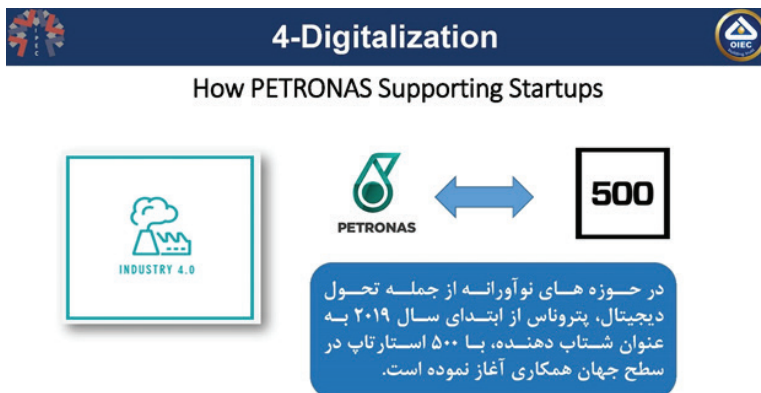 4-Digitalization
IPEC
OIEC
How PETRONAS Supporting Startups
INDUSTRY 4.0
PETRONAS
500
در حوزه های نوآورانه از جمله تحول
دیجیتال، پتروناس از ابتدای سال ۲۰۱۹ به
عنوان شتاب دهنده، با ۵۰۰ استارتاپ در
سطح جهان همکاری آغاز نموده است.